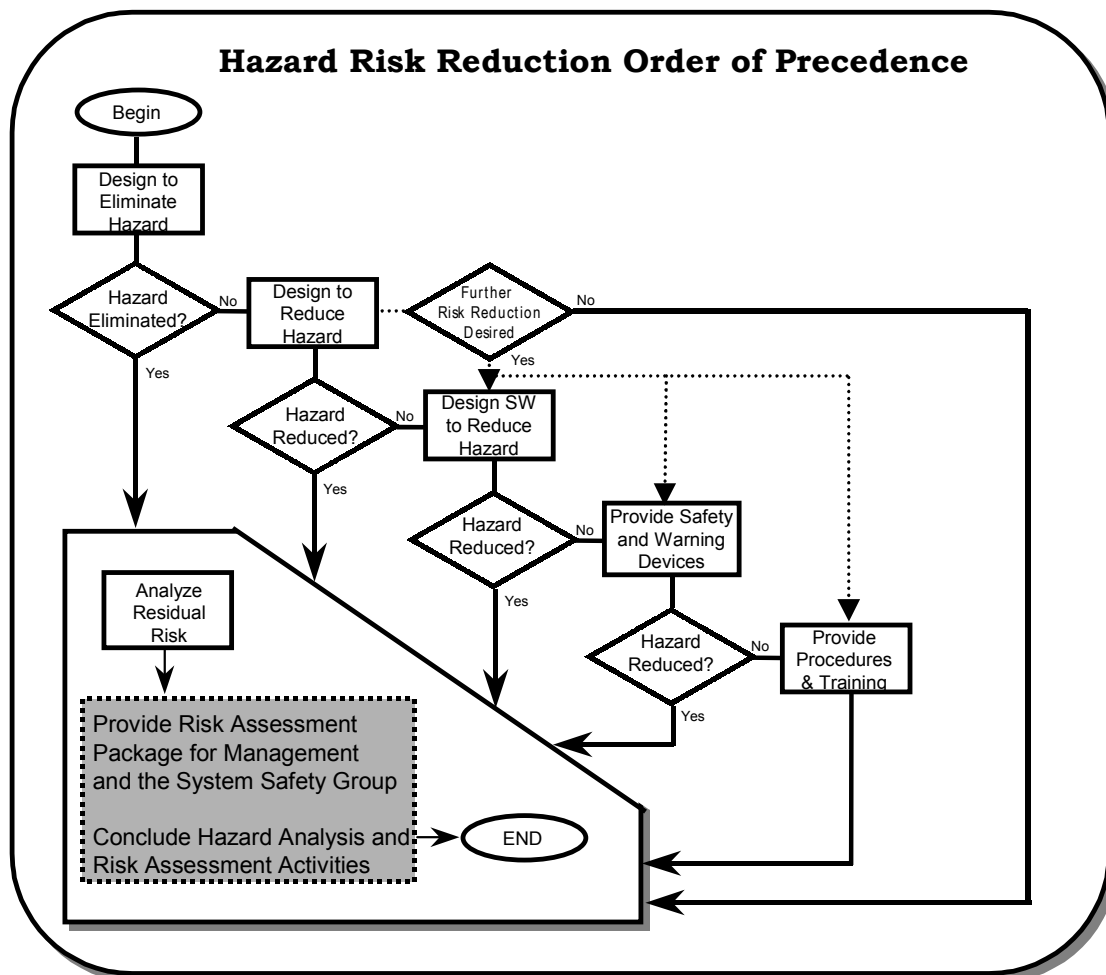 Hazard Risk Reduction Order of Precedence
Begin
Design to
Eliminate
Hazard
Hazard
Eliminated?
No
Yes
Design to
Reduce
Hazard
Further
Risk Reduction
Desired
No
Yes
Hazard
Reduced?
No
Yes
Design SW
to Reduce
Hazard
Hazard
Reduced?
No
Yes
Provide Safety
and Warning
Devices
Hazard
Reduced?
No
Yes
Provide
Procedures
& Training
Analyze
Residual
Risk
Provide Risk Assessment
Package for Management
and the System Safety Group
Conclude Hazard Analysis and
Risk Assessment Activities
END